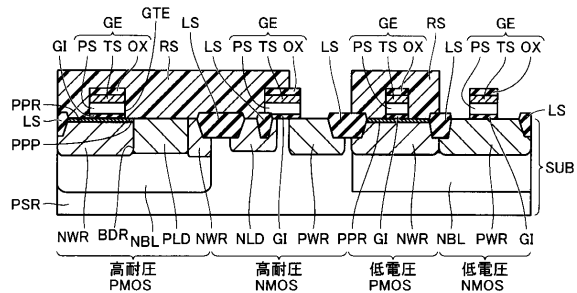 GE GTE LS GE GE RS GE
GI PS TS OX RS LS PS TS OX LS PS TS OX LS PS TS OX
PPR
LS
PPP
PSR
LS
SUB
NWR BDR NBL PLD NWR NLD GI PWR PPR GI NWR NBL PWR GI
高耐圧 高耐圧 低電圧 低電圧
PMOS NMOS PMOS NMOS